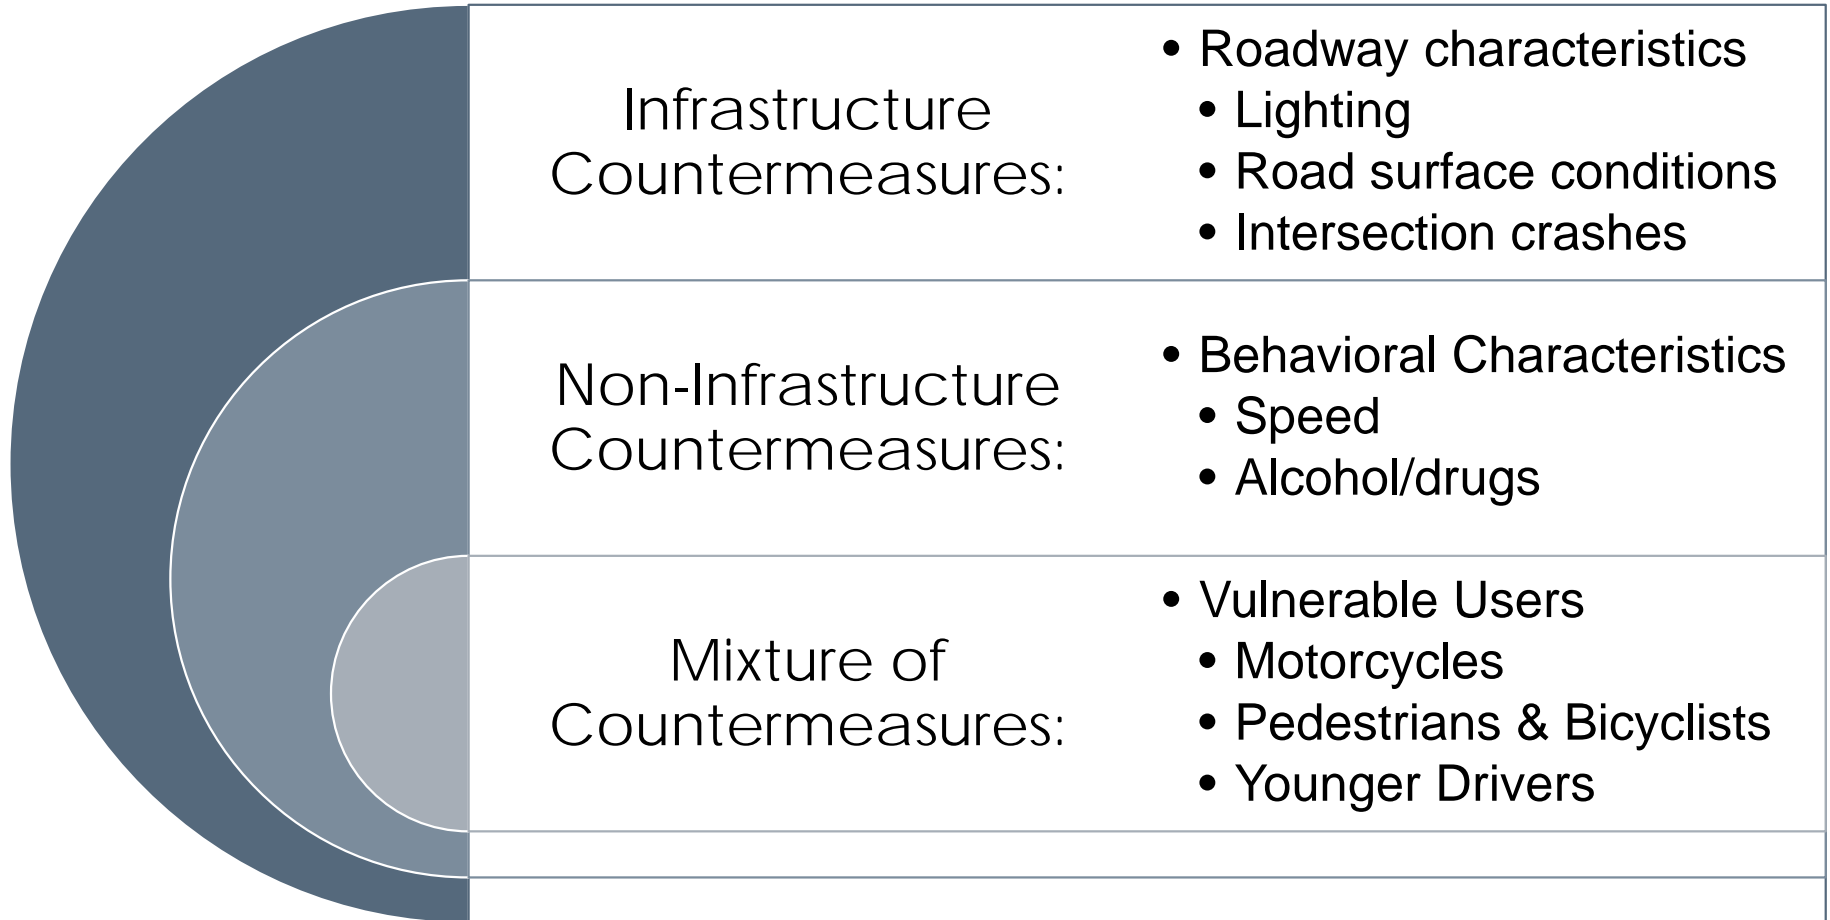 Infrastructure
Countermeasures:
• Roadway characteristics
• Lighting
• Road surface conditions
• Intersection crashes
Non-Infrastructure
Countermeasures:
• Behavioral Characteristics
• Speed
• Alcohol/drugs
Mixture of
Countermeasures:
• Vulnerable Users
• Motorcycles
• Pedestrians & Bicyclists
• Younger Drivers